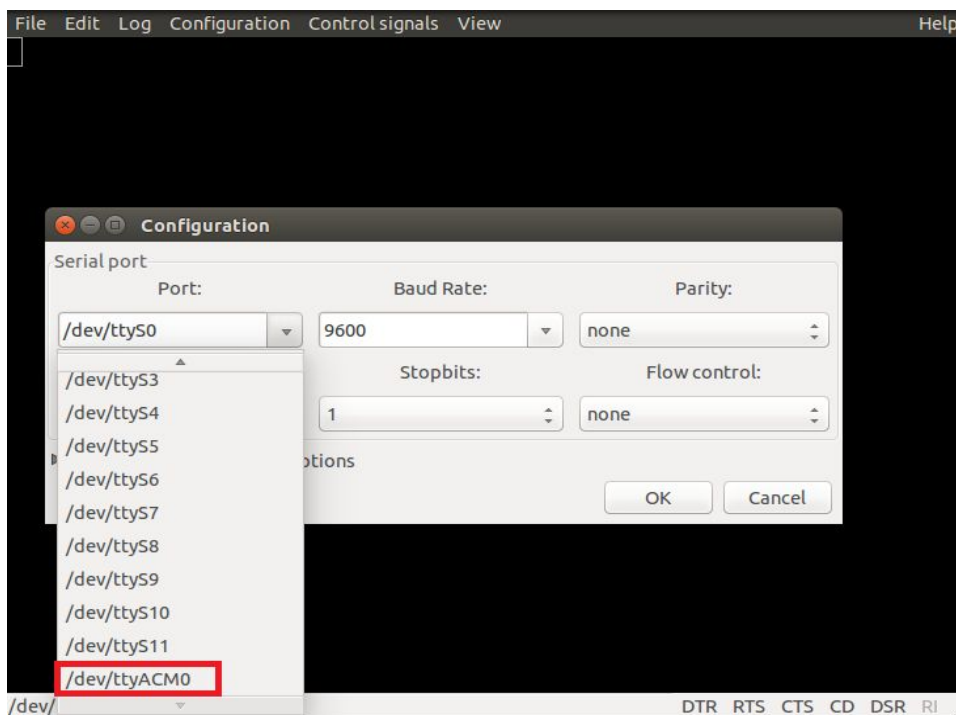 File Edit Log Configuration Control signals View Help
Configuration
Serial port
Port: Baud Rate: Parity:
/dev/ttyS0 9600 none
/dev/ttyS3 Stopbits: Flow control:
/dev/ttyS4 1 none
/dev/ttyS5
ptions
/dev/ttyS6
OK Cancel
/dev/ttyS7
/dev/ttyS8
/dev/ttyS9
/dev/ttyS10
/dev/ttyS11
/dev/ttyACM0
/dev/ DTR RTS CTS CD DSR RI